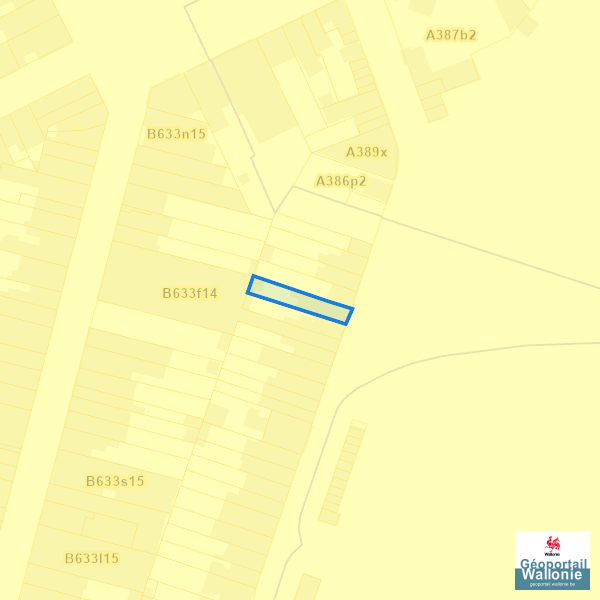 A387b2
B633n15
A389x
A386p2
B633f14
B633s15
B633l15
Wallonie
Géoportail
Wallonie
geoportail.wallonie.be